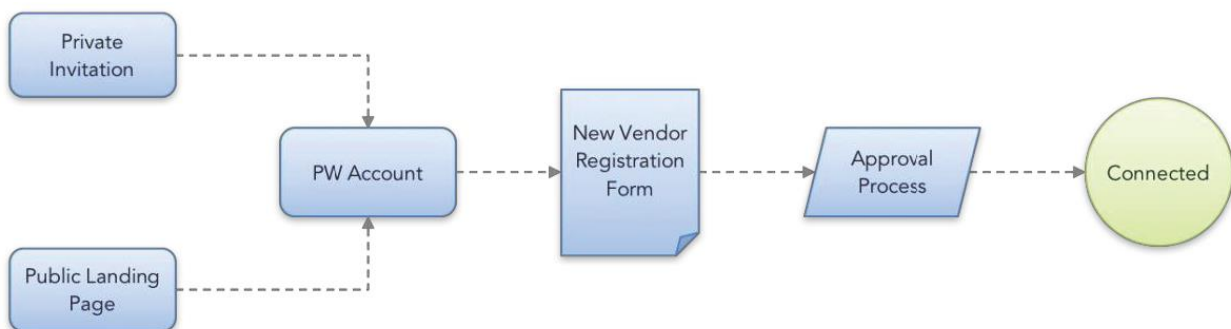 Private
Invitation
PW Account
New Vendor
Registration
Form
Approval
Process
Connected
Public Landing
Page